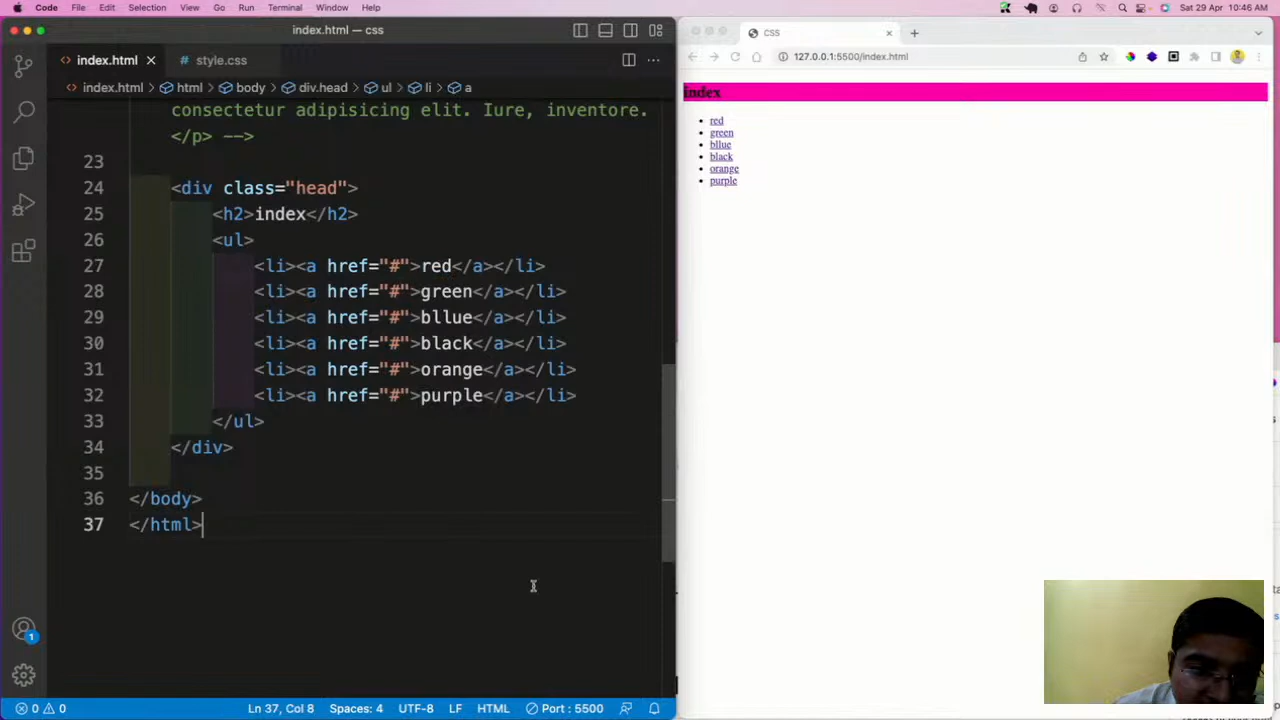 Code File Edit Selection View Go Run Terminal Window Help
Sat 29 Apr 10:46 AM
index.html — css
index.html
style.css
index.html > html > body > div.head > ul > li > a
consectetur adipisicing elit. Iure, inventore.
</p> -->
23
24 <div class="head">
25 <h2>index</h2>
26 <ul>
27 <li><a href="#">red</a></li>
28 <li><a href="#">green</a></li>
29 <li><a href="#">bllue</a></li>
30 <li><a href="#">black</a></li>
31 <li><a href="#">orange</a></li>
32 <li><a href="#">purple</a></li>
33 </ul>
34 </div>
35
36 </body>
37 </html>
1
0 0 Ln 37, Col 8 Spaces: 4 UTF-8 LF HTML Port : 5500
CSS
127.0.0.1:5500/index.html
index
• red
• green
• bllue
• black
• orange
• purple